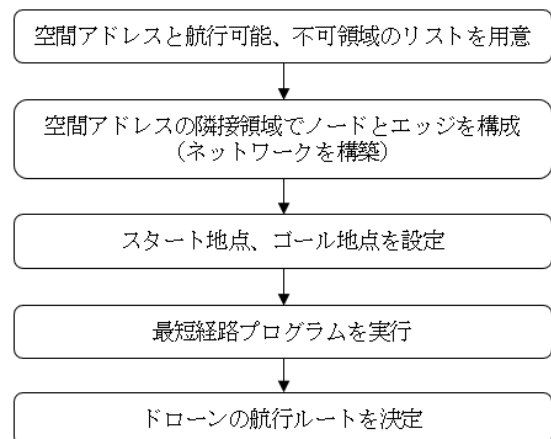 空間アドレスと航行可能、不可領域のリストを用意
空間アドレスの隣接領域でノードとエッジを構成
（ネットワークを構築）
スタート地点、ゴール地点を設定
最短経路プログラムを実行
ドローンの航行ルートを決定